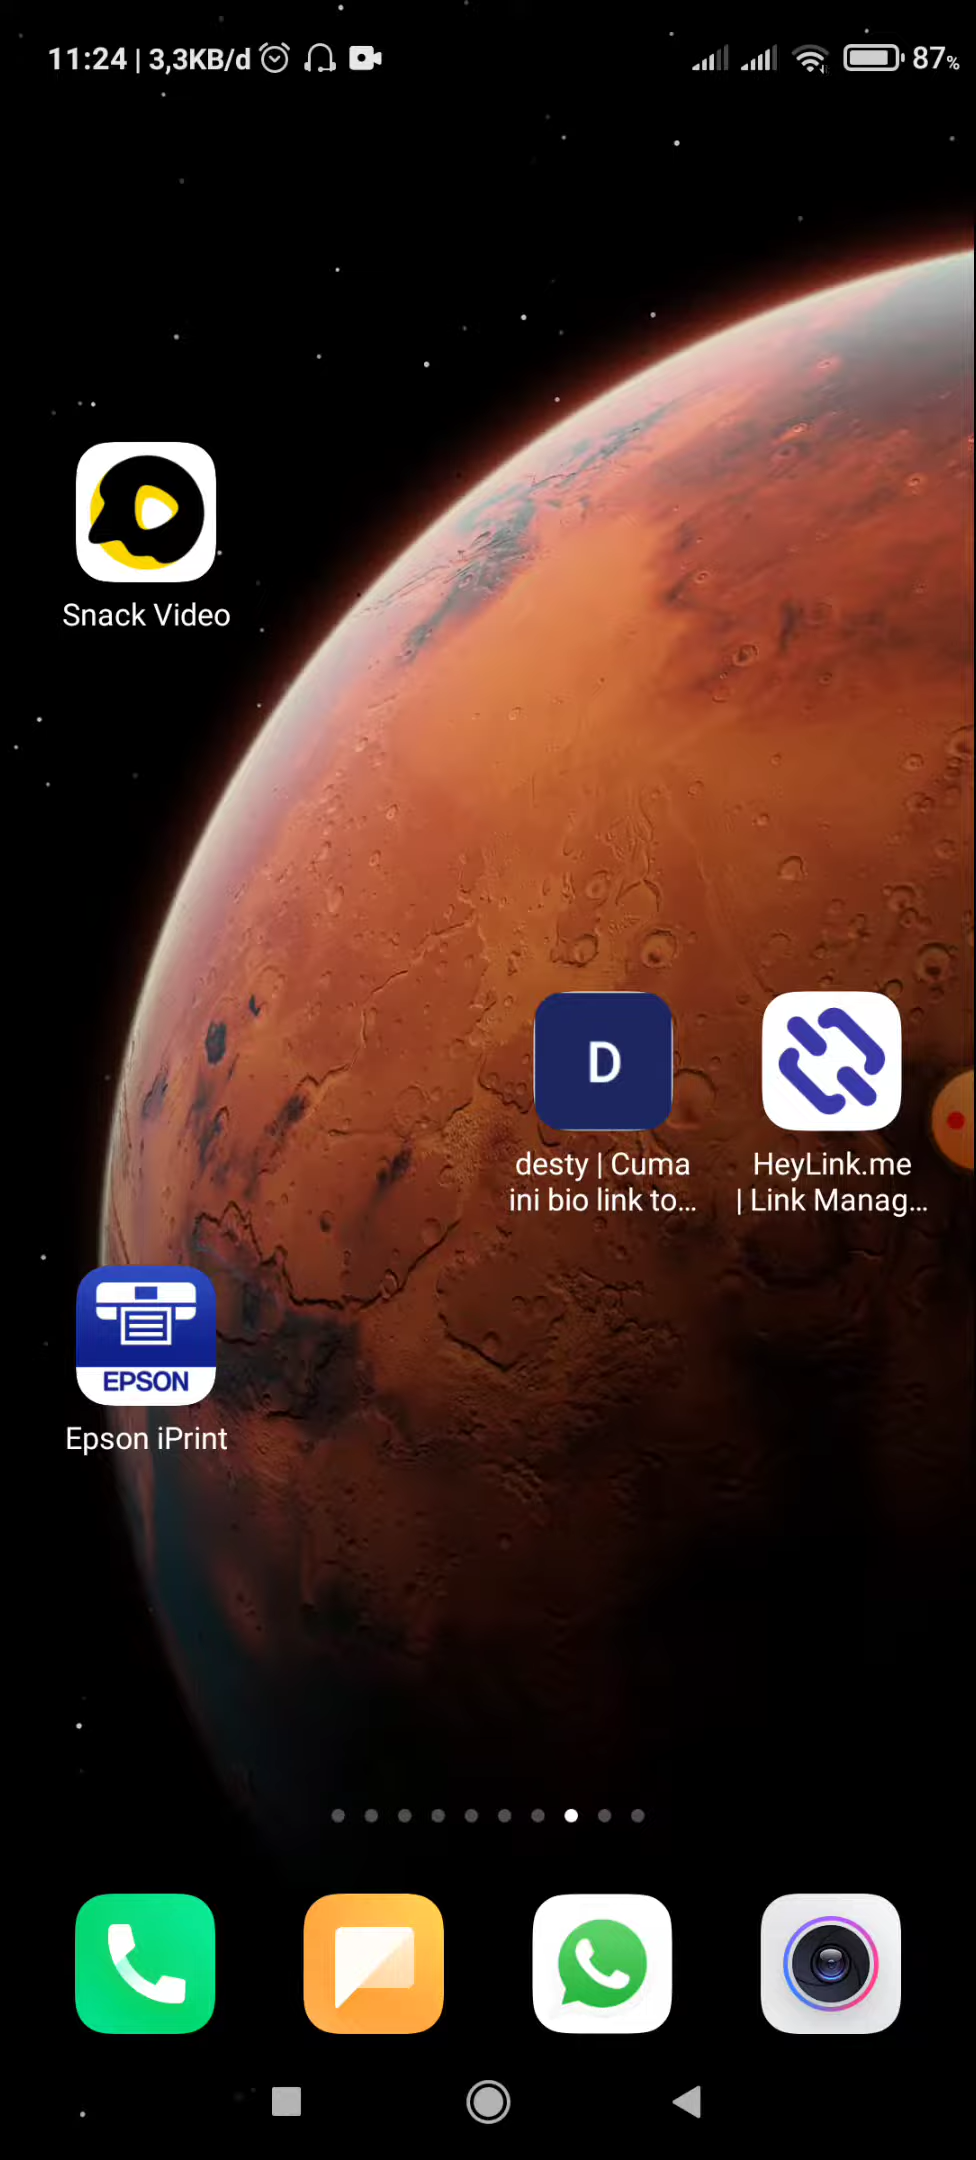 11:24 | 3,3KB/d
87%
Snack Video
D
desty | Cuma
ini bio link to...
HeyLink.me
| Link Manag...
EPSON
Epson iPrint